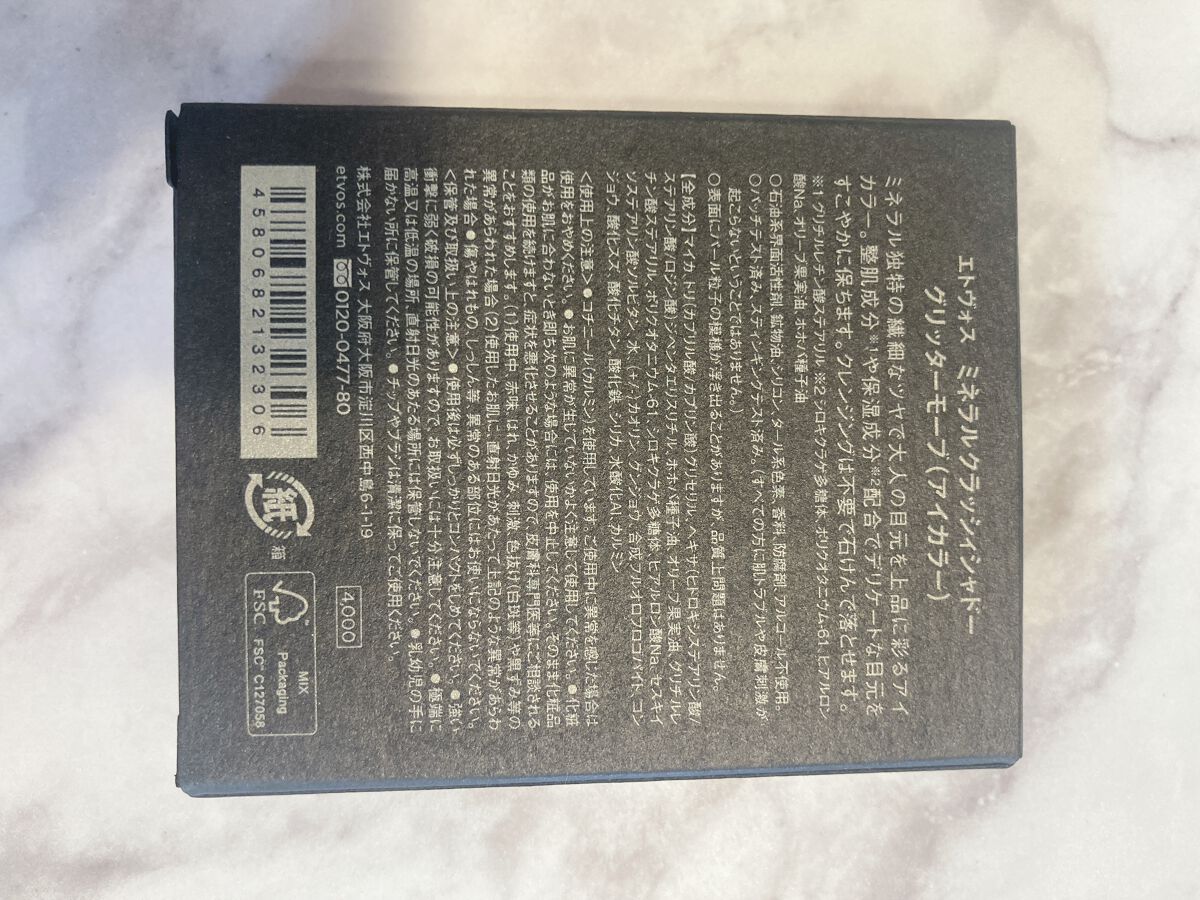 エトヴォス ミネラルクラッシィシャドー
グリッターモーブ(アイカラー)
ミネラル独特の繊細なツヤで大人の目元を上品に彩るアイ
カラー。整肌成分※1や保湿成分※2配合でデリケートな目元を
すこやかに保ちます。クレンジングは不要で石けんで落とせます。
※1 グリチルレチン酸ステアリル ※2 シロキクラゲ多糖体、ポリクオタニウム-61、ヒアルロン
酸Na、オリーブ果実油、ホホバ種子油
○石油系界面活性剤、鉱物油、シリコン、タール系色素、香料、防腐剤、アルコール不使用。
○パッチテスト済み、スティンギングテスト済み。(すべての方に肌トラブルや皮膚刺激が
起こらないということではありません。)
○表面にパール粒子の模様が浮き出ることがありますが、品質上問題はありません。
【全成分】マイカ、トリ(カプリル酸/カプリン酸)グリセリル、ヘキサ(ヒドロキシステアリン酸/
ステアリン酸/ロジン酸)ジペンタエリスリチル、ホホバ種子油、オリーブ果実油、グリチルレ
チン酸ステアリル、ポリクオタニウム-61、シロキクラゲ多糖体、ヒアルロン酸Na、セスキイ
ソステアリン酸ソルビタン、水、(+/-)カオリン、ケンジョウ、合成フルオロフロゴパイト、コン
ジョウ、酸化スズ、酸化チタン、酸化鉄、シリカ、水酸化Al、カルミン
<使用上の注意>●コチニール(カルミン)を使用しています。ご使用中に異常を感じた場合は
使用をおやめください。●お肌に異常が生じていないかよく注意して使用してください。●化粧
品がお肌に合わないとき即ち次のような場合には、使用を中止してください。そのまま化粧品
類の使用を続けますと、症状を悪化させることがありますので、皮膚科専門医等にご相談される
ことをおすすめします。(1)使用中、赤味、はれ、かゆみ、刺激、色抜け(白斑等)や黒ずみ等の
異常があらわれた場合(2)使用したお肌に、直射日光があたって上記のような異常があらわ
れた場合●傷やはれもの、しっしん等、異常のある部位にはお使いにならないでください。
<保管及び取扱い上の注意>●使用後は必ずしっかりとコンパクトをしめてください。●強い
衝撃に弱く破損の可能性がありますので、お取扱いには十分注意してください。●極端に
高温又は低温の場所、直射日光のあたる場所には保管しないでください。●乳幼児の手に
届かない所に保管してください。●チップやブラシは清潔に保ってご使用ください。
株式会社エトヴォス 大阪府大阪市淀川区西中島6-1-19
etvos.com 0120-0477-80
4,000
4580682132306
紙
箱
FSC
MIX
Packaging
FSC® C127058